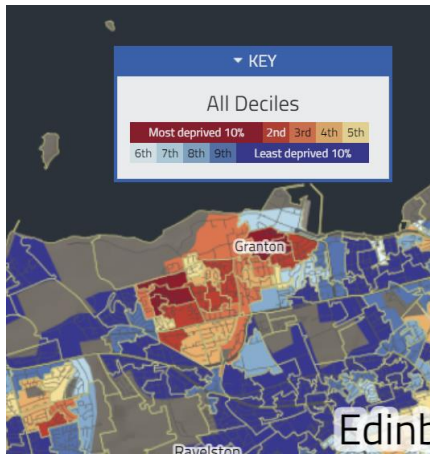 KEY
All Deciles
Most deprived 10% 2nd 3rd 4th 5th
6th 7th 8th 9th Least deprived 10%
Granton
Edinb
Ravelston